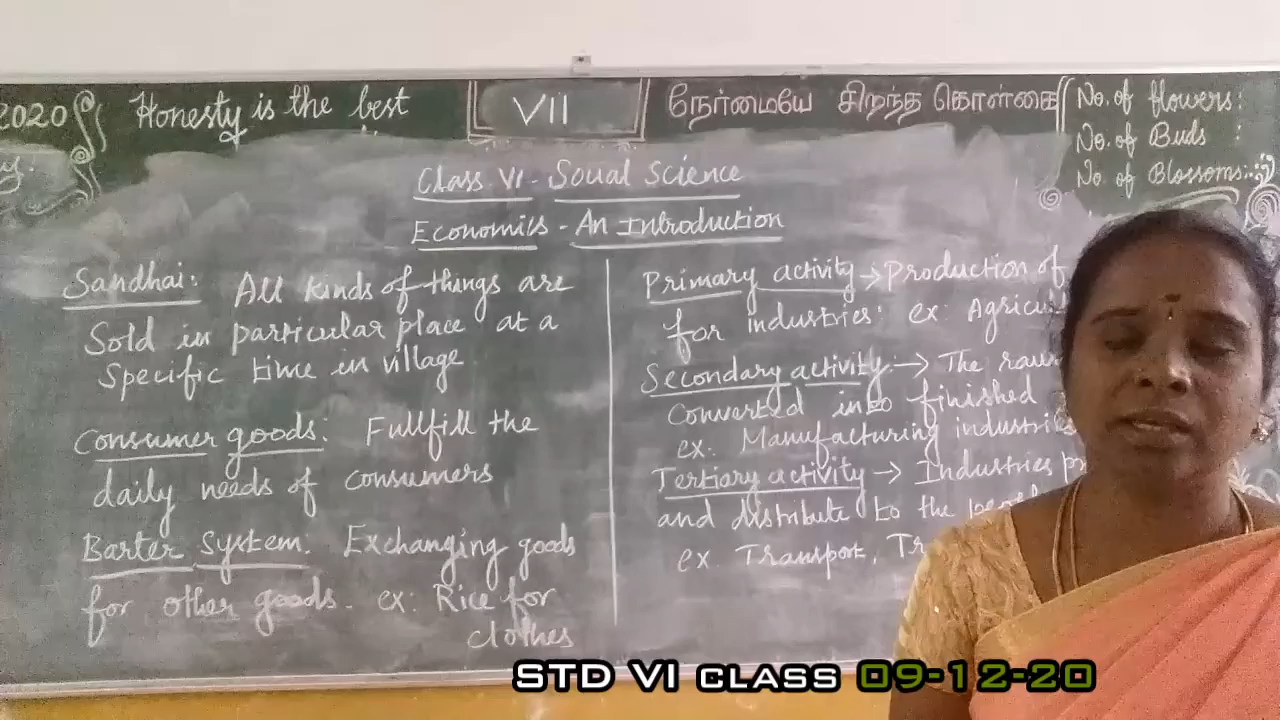 2020
Honesty is the best
VII
நேர்மையே சிறந்த கொள்கை
No. of flowers:
No. of Buds :
No. of Blossoms:
Class VI - Social Science
Economics - An Introduction
Sandhai: All kinds of things are
Sold in particular place at a
Specific time in village
Consumer goods: Fullfill the
daily needs of consumers
Barter System: Exchanging goods
for other goods. ex: Rice for
clothes
Primary activity → Production of
for industries. ex: Agricul
Secondary activity: → The raw
Converted into finished
ex: Manufacturing industries
Tertiary activity → Industries pr
and distribute to the people
ex. Transport, Tr
STD VI CLASS 09-12-20